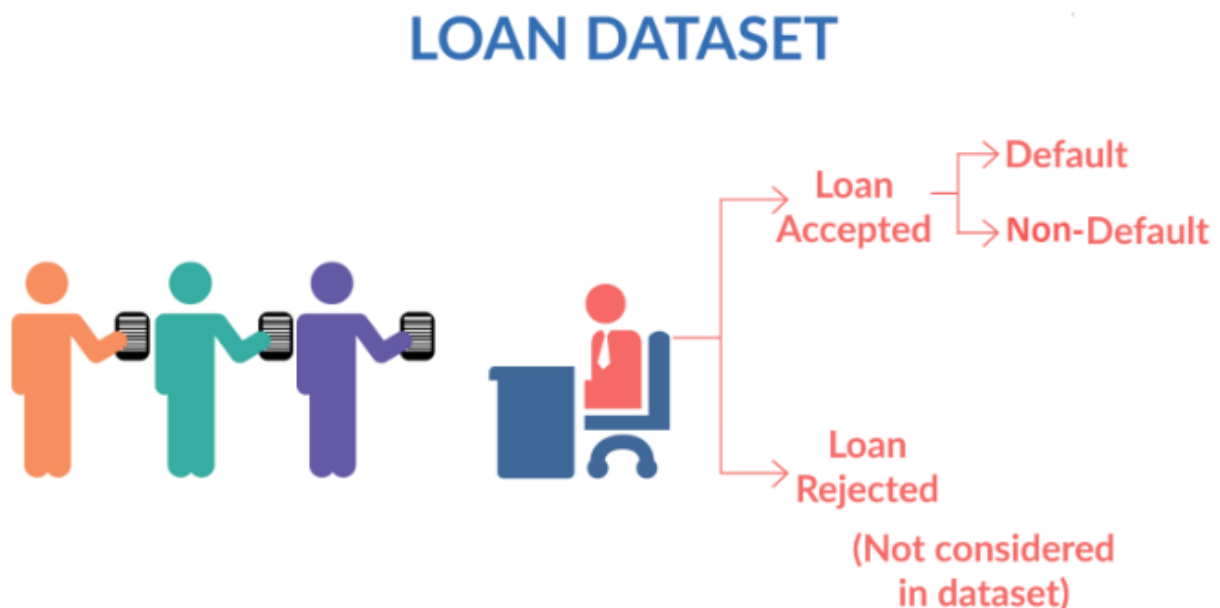 LOAN DATASET
Loan
Accepted
Default
Non-Default
Loan
Rejected
(Not considered
in dataset)